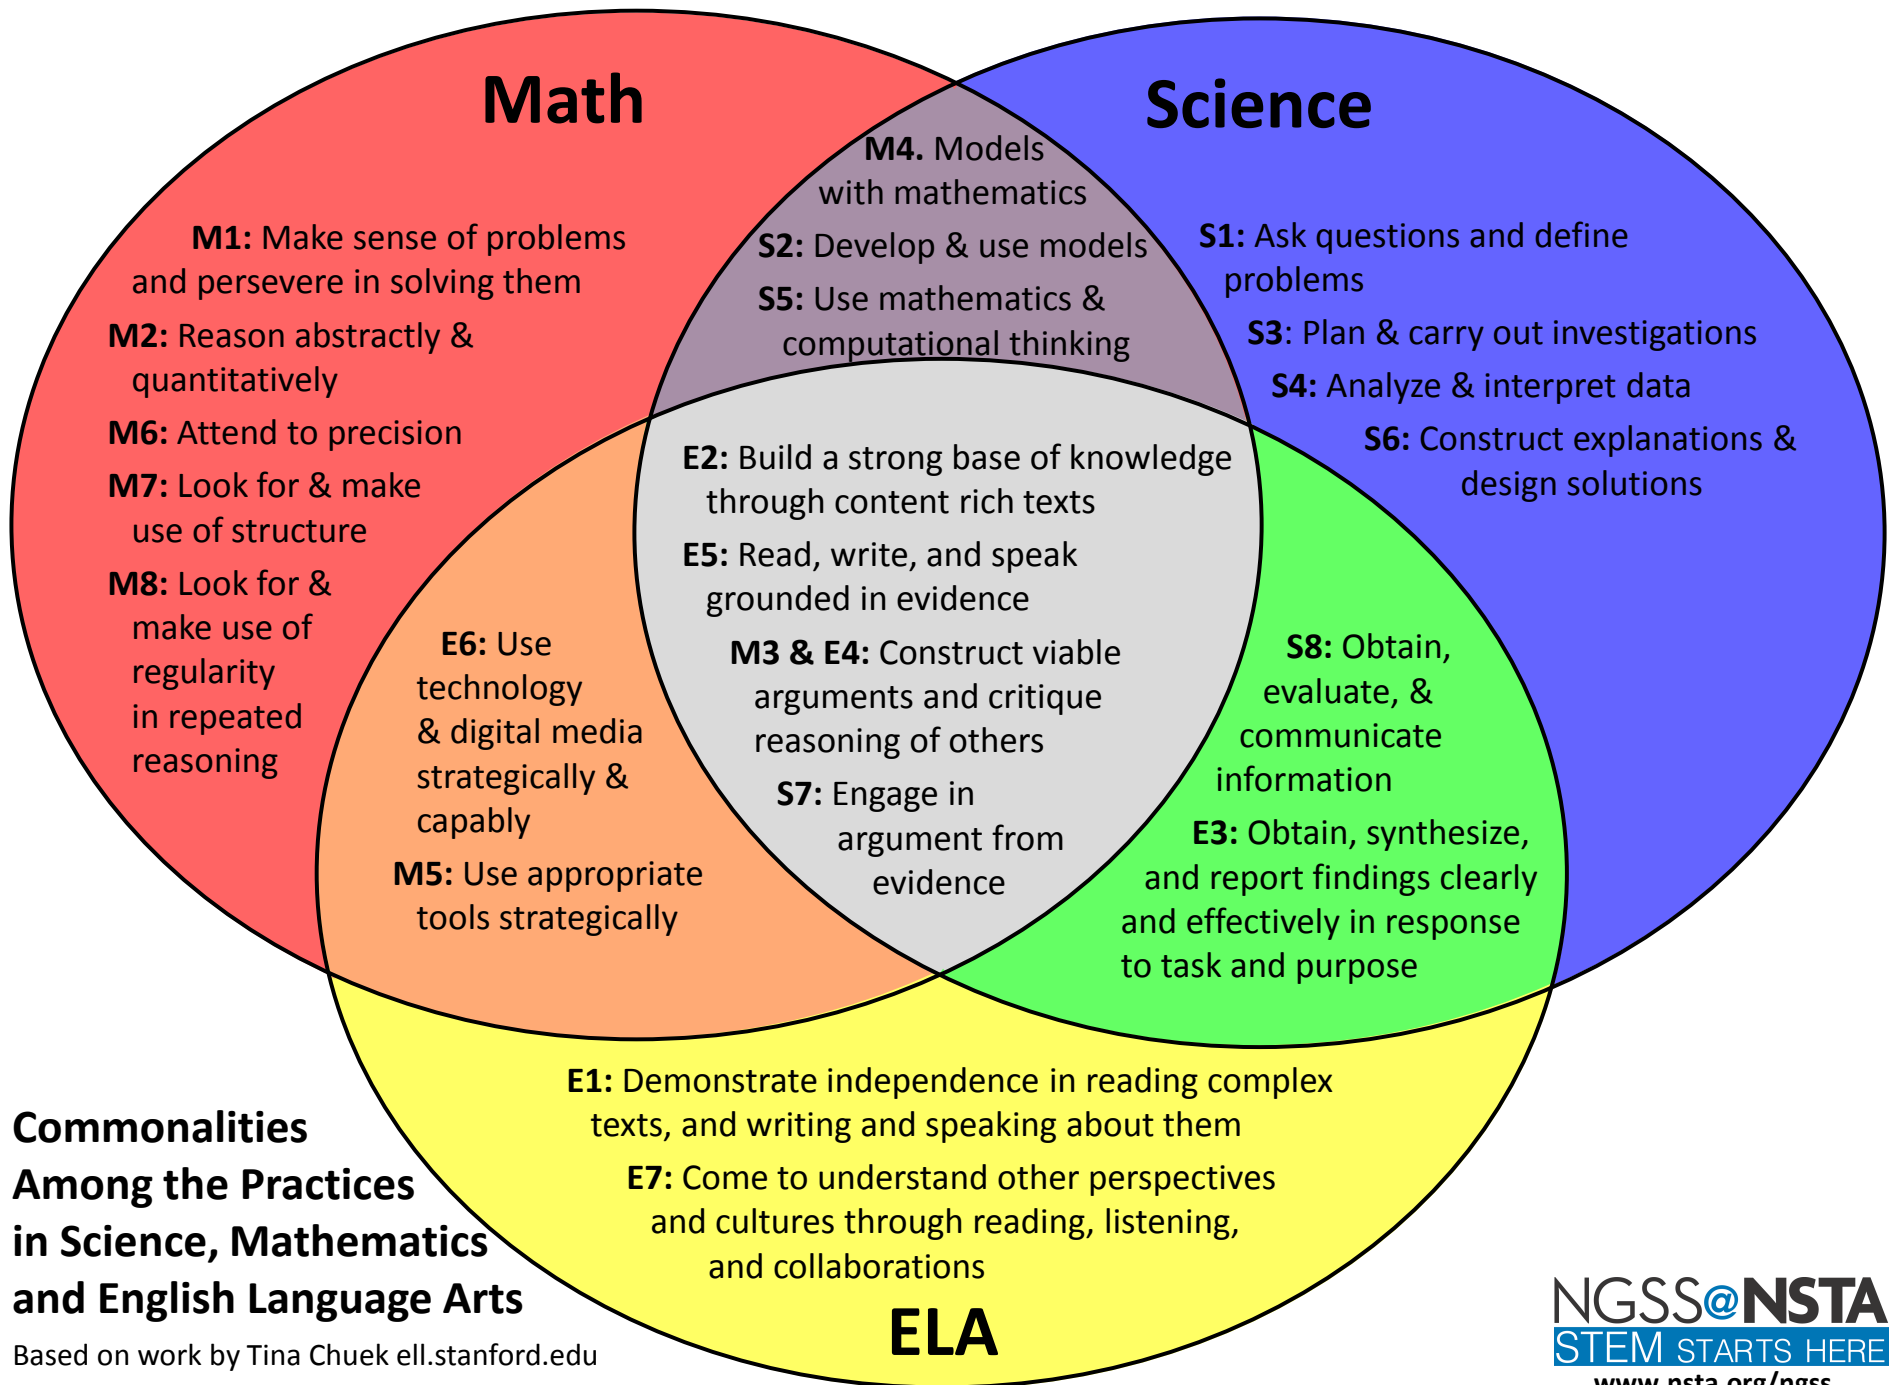 Math
Science
M4. Models
with mathematics
S2: Develop & use models
S5: Use mathematics &
computational thinking
M1: Make sense of problems
and persevere in solving them
M2: Reason abstractly &
quantitatively
M6: Attend to precision
M7: Look for & make
use of structure
M8: Look for &
make use of
regularity
in repeated
reasoning
S1: Ask questions and define
problems
S3: Plan & carry out investigations
S4: Analyze & interpret data
S6: Construct explanations &
design solutions
E2: Build a strong base of knowledge
through content rich texts
E5: Read, write, and speak
grounded in evidence
M3 & E4: Construct viable
arguments and critique
reasoning of others
S7: Engage in
argument from
evidence
E6: Use
technology
& digital media
strategically &
capably
M5: Use appropriate
tools strategically
S8: Obtain,
evaluate, &
communicate
information
E3: Obtain, synthesize,
and report findings clearly
and effectively in response
to task and purpose
E1: Demonstrate independence in reading complex
texts, and writing and speaking about them
E7: Come to understand other perspectives
and cultures through reading, listening,
and collaborations
ELA
Commonalities
Among the Practices
in Science, Mathematics
and English Language Arts
Based on work by Tina Chuek ell.stanford.edu
NGSS@NSTA
STEM STARTS HERE
www.nsta.org/ngss